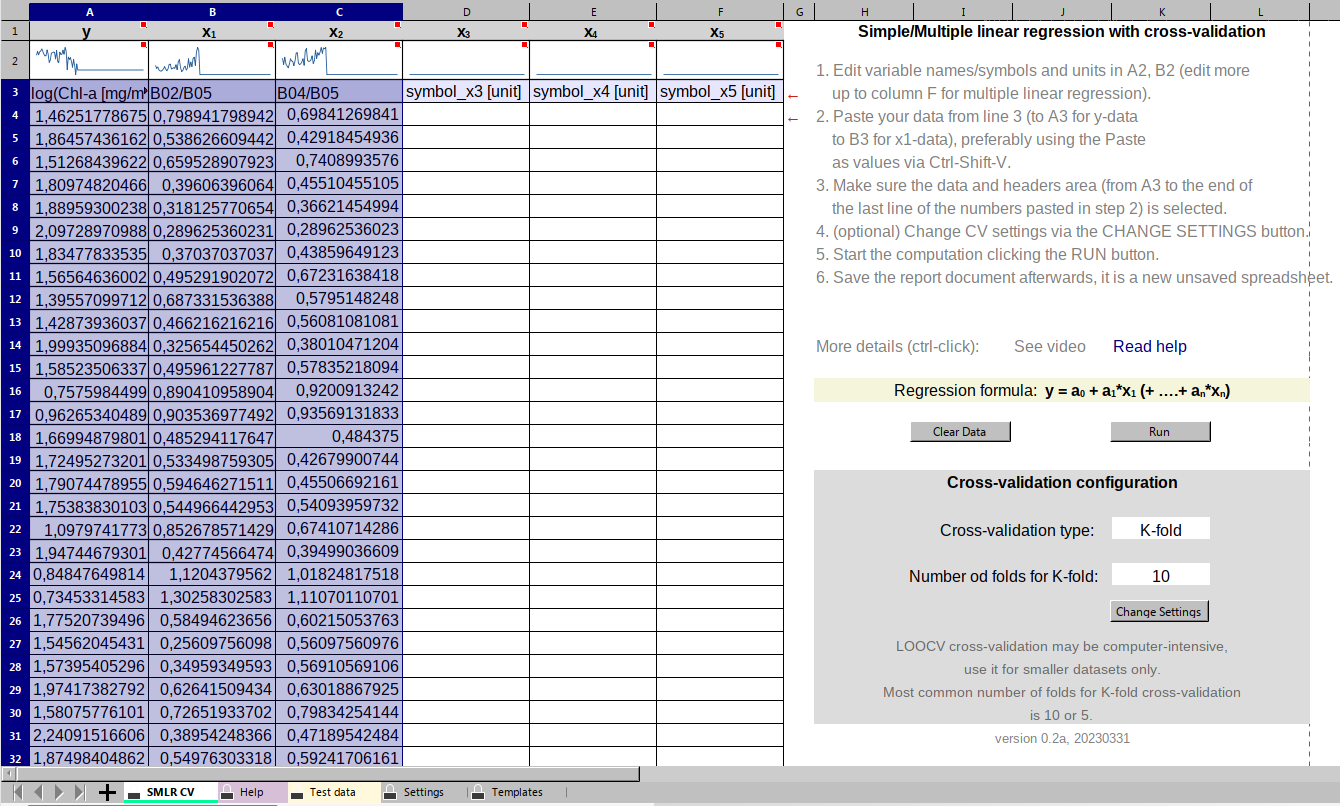 A B C D E F G H I J K L
1 y x₁ x₂ x₃ x₄ x₅ Simple/Multiple linear regression with cross-validation
2
1. Edit variable names/symbols and units in A2, B2 (edit more
3 log(Chl-a [mg/m B02/B05 B04/B05 symbol_x3 [unit] symbol_x4 [unit] symbol_x5 [unit] ← up to column F for multiple linear regression).
4 1,46251778675 0,798941798942 0,69841269841 ← 2. Paste your data from line 3 (to A3 for y-data
5 1,86457436162 0,538626609442 0,42918454936 to B3 for x1-data), preferably using the Paste
6 1,51268439622 0,659528907923 0,7408993576 as values via Ctrl-Shift-V.
7 1,80974820466 0,39606396064 0,45510455105 3. Make sure the data and headers area (from A3 to the end of
8 1,88959300238 0,318125770654 0,36621454994 the last line of the numbers pasted in step 2) is selected.
9 2,09728970988 0,289625360231 0,28962536023 4. (optional) Change CV settings via the CHANGE SETTINGS button.
10 1,83477833535 0,37037037037 0,43859649123 5. Start the computation clicking the RUN button.
11 1,56564636002 0,495291902072 0,67231638418 6. Save the report document afterwards, it is a new unsaved spreadsheet.
12 1,39557099712 0,687331536388 0,5795148248
13 1,42873936037 0,466216216216 0,56081081081
14 1,99935096884 0,325654450262 0,38010471204 More details (ctrl-click): See video Read help
15 1,58523506337 0,495961227787 0,57835218094
16 0,7575984499 0,890410958904 0,9200913242 Regression formula: y = a₀ + a₁*x₁ (+ ….+ aₙ*xₙ)
17 0,96265340489 0,903536977492 0,93569131833
18 1,66994879801 0,485294117647 0,484375 Clear Data Run
19 1,72495273201 0,533498759305 0,42679900744
20 1,79074478955 0,594646271511 0,45506692161 Cross-validation configuration
21 1,75383830103 0,544966442953 0,54093959732
22 1,0979741773 0,852678571429 0,67410714286 Cross-validation type: K-fold
23 1,94744679301 0,42774566474 0,39499036609
24 0,84847649814 1,1204379562 1,01824817518 Number od folds for K-fold: 10
25 0,73453314583 1,30258302583 1,11070110701
26 1,77520739496 0,58494623656 0,60215053763 Change Settings
27 1,54562045431 0,25609756098 0,56097560976 LOOCV cross-validation may be computer-intensive,
28 1,57395405296 0,34959349593 0,56910569106 use it for smaller datasets only.
29 1,97417382792 0,62641509434 0,63018867925 Most common number of folds for K-fold cross-validation
30 1,58075776101 0,72651933702 0,79834254144 is 10 or 5.
31 2,24091516606 0,38954248366 0,47189542484 version 0.2a, 20230331
32 1,87498404862 0,54976303318 0,59241706161
SMLR CV Help Test data Settings Templates